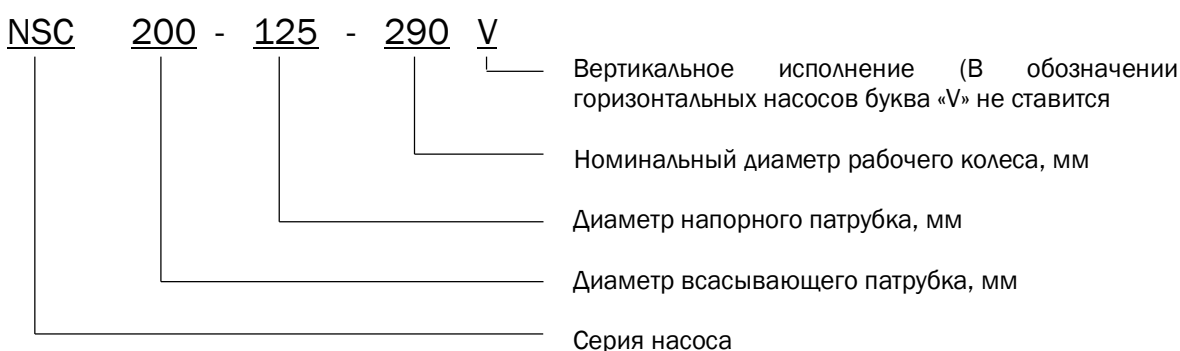 NSC 200 - 125 - 290 V
Вертикальное исполнение (В обозначении
горизонтальных насосов буква «V» не ставится
Номинальный диаметр рабочего колеса, мм
Диаметр напорного патрубка, мм
Диаметр всасывающего патрубка, мм
Серия насоса